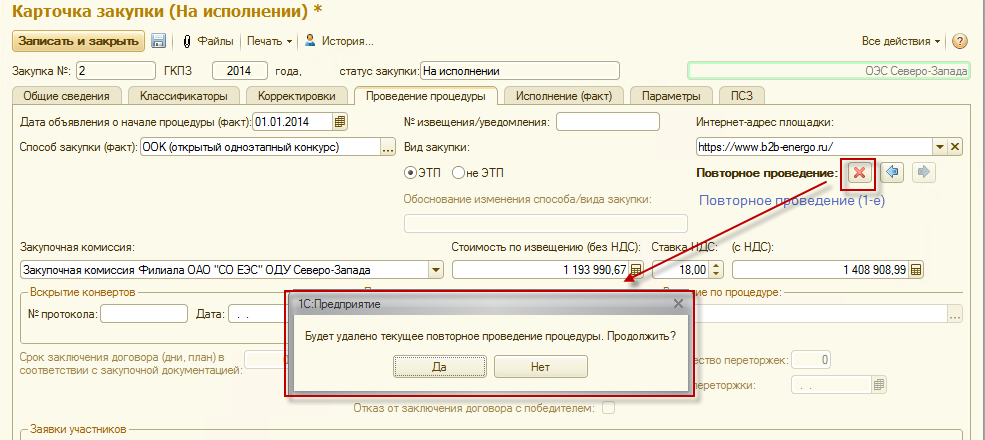 Карточка закупки (На исполнении) *
Записать и закрыть Файлы Печать История... Все действия ?
Закупка №: 2 ГКПЗ 2014 года, статус закупки: На исполнении ОЭС Северо-Запада
Общие сведения Классификаторы Корректировки Проведение процедуры Исполнение (факт) Параметры ПСЗ
Дата объявления о начале процедуры (Факт): 01.01.2014 № извещения/уведомления: Интернет-адрес площадки:
Способ закупки (факт): ООК (открытый одноэтапный конкурс) ... Вид закупки: https://www.b2b-energo.ru/
ЭТП не ЭТП Повторное проведение:
Обоснование изменения способа/вида закупки: Повторное проведение (1-е)
Закупочная комиссия: Стоимость по извещению (без НДС): Ставка НДС: (с НДС):
Закупочная комиссия Филиала ОАО "СО ЕЭС" ОДУ Северо-Запада 1 193 990,67 18,00 1 408 908,99
Вскрытие конвертов по процедуре:
1С:Предприятие
№ протокола: Дата: . . ...
Будет удалено текущее повторное проведение процедуры. Продолжить?
Срок заключения договора (дни, план) в переторжек: 0
соответствии с закупочной документацией:
Да Нет
переторжки: . .
Отказ от заключения договора с победителем:
Заявки участников